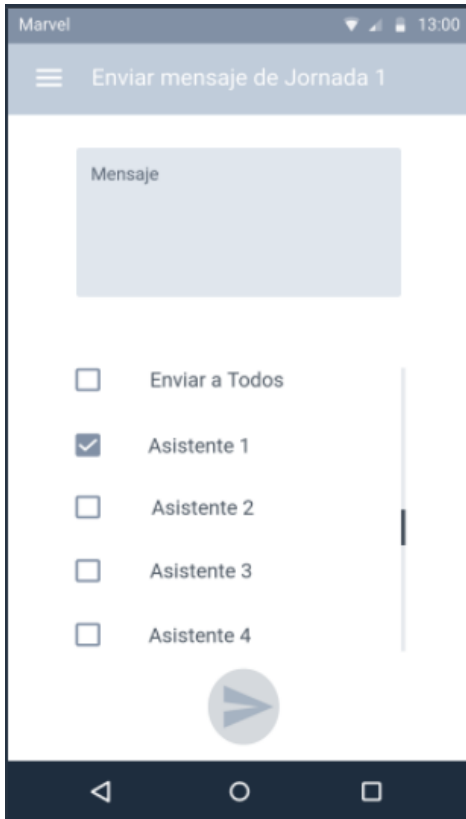 Marvel 13:00
Enviar mensaje de Jornada 1
Mensaje
Enviar a Todos
Asistente 1
Asistente 2
Asistente 3
Asistente 4